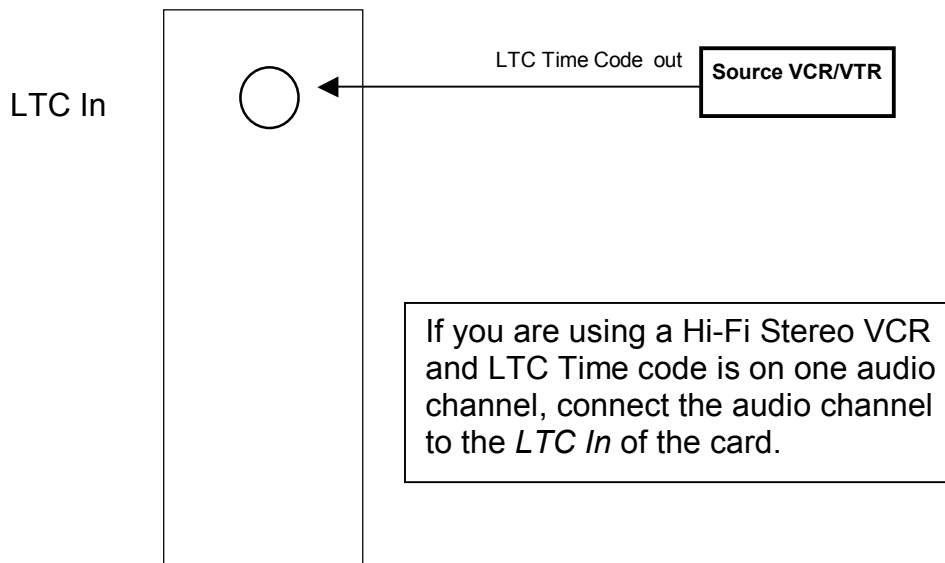 LTC Time Code out
Source VCR/VTR
LTC In
If you are using a Hi-Fi Stereo VCR
and LTC Time code is on one audio
channel, connect the audio channel
to the LTC In of the card.